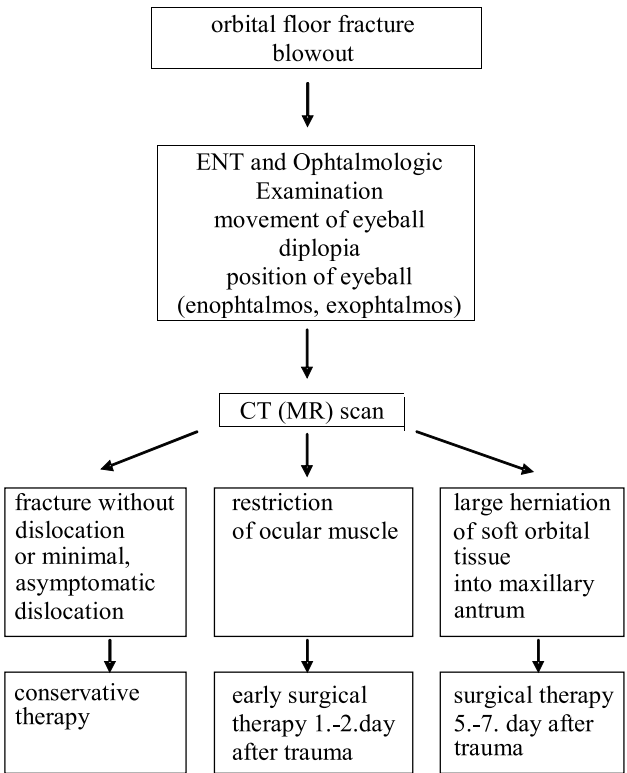 orbital floor fracture
blowout
ENT and Ophtalmologic
Examination
movement of eyeball
diplopia
position of eyeball
(enophtalmos, exophtalmos)
CT (MR) scan
fracture without
dislocation
or minimal,
asymptomatic
dislocation
restriction
of ocular muscle
large herniation
of soft orbital
tissue
into maxillary
antrum
conservative
therapy
early surgical
therapy 1.-2.day
after trauma
surgical therapy
5.-7. day after
trauma